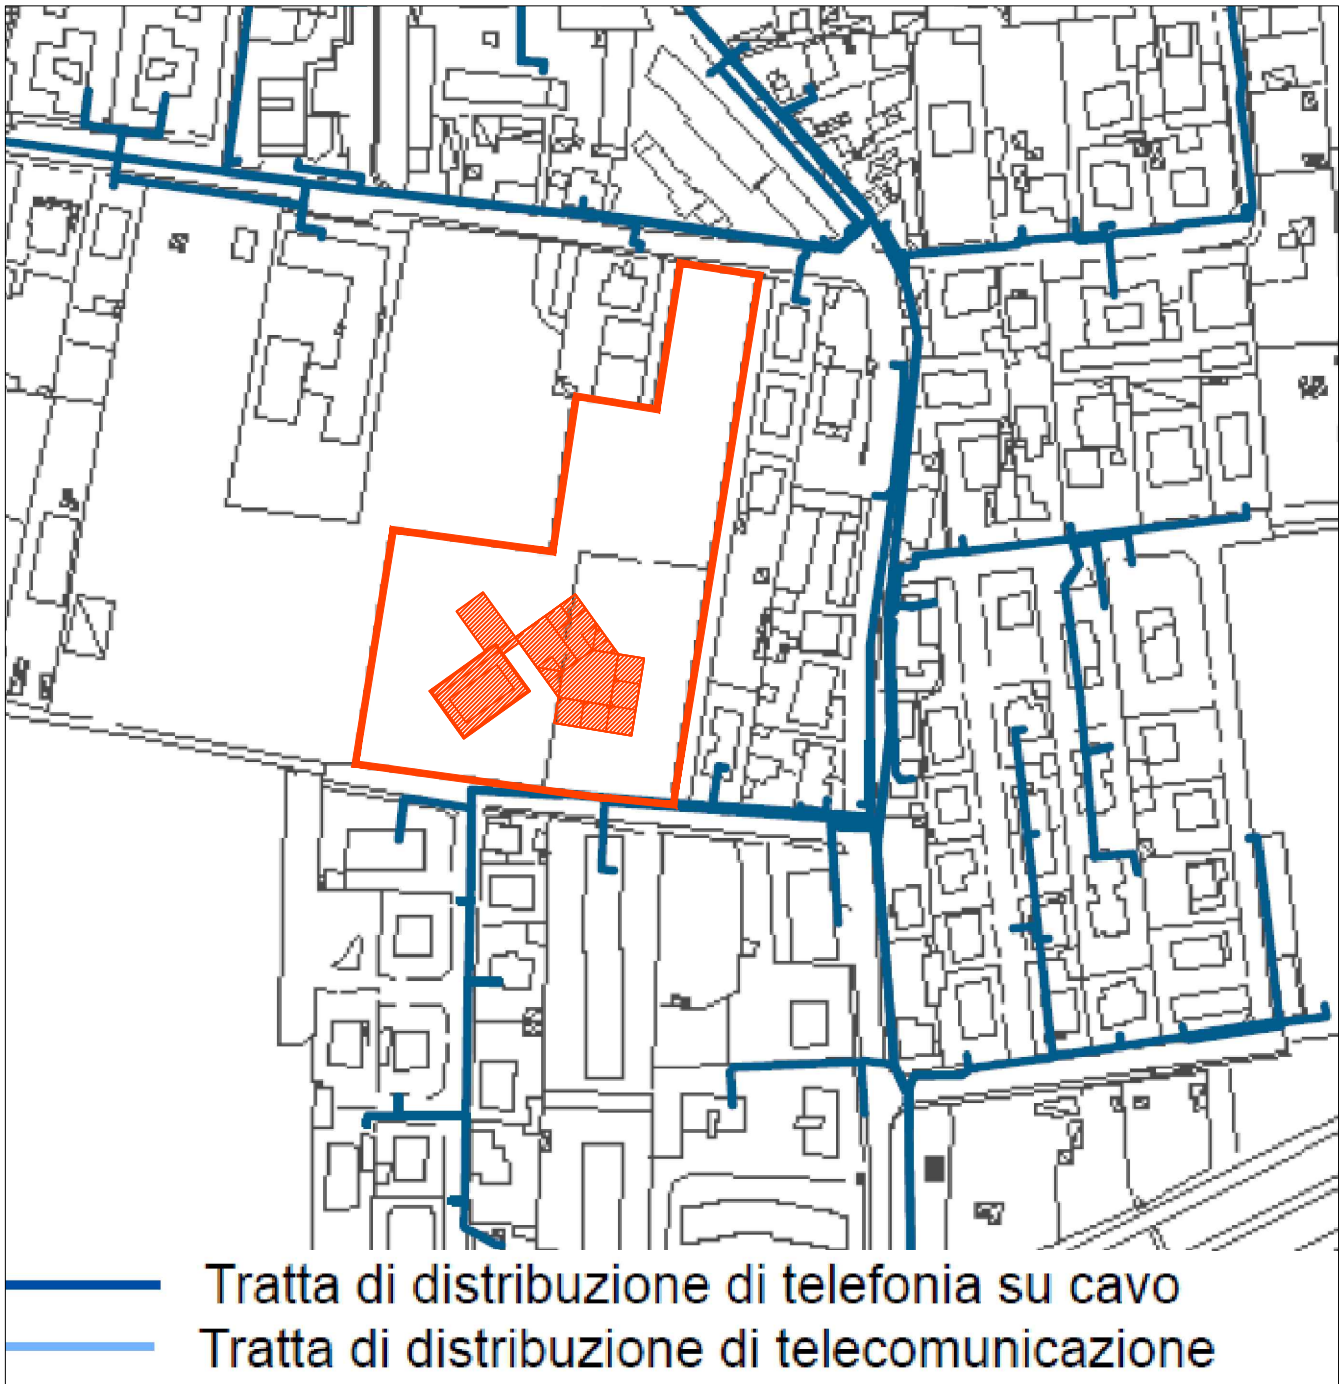 Tratta di distribuzione di telefonia su cavo
Tratta di distribuzione di telecomunicazione